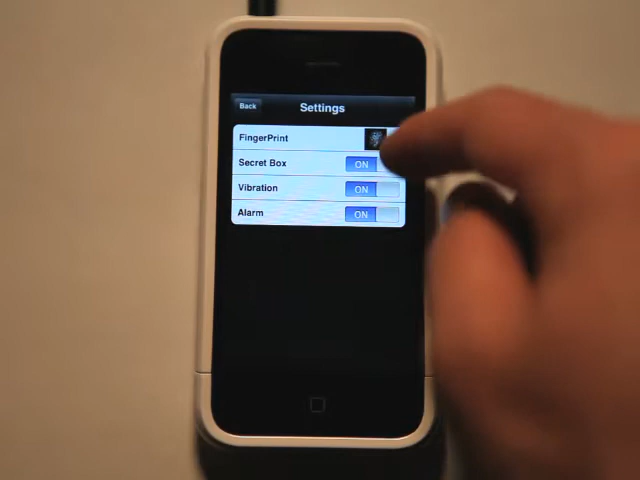 Back
Settings
FingerPrint
Secret Box
ON
Vibration
ON
Alarm
ON